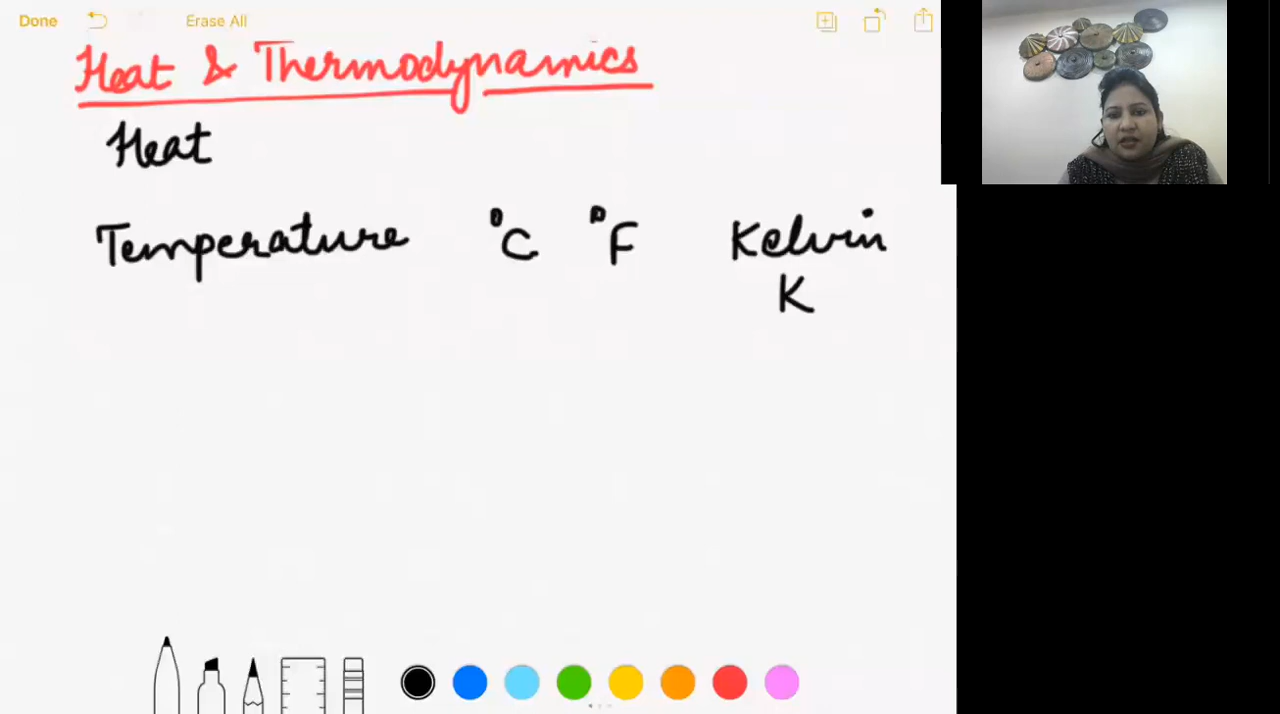 Done Erase All
Heat & Thermodynamics
Heat
Temperature °C °F Kelvin
K